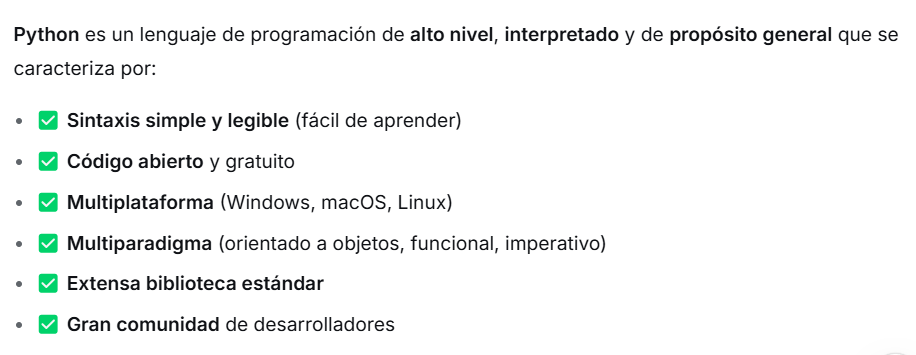 Python es un lenguaje de programación de alto nivel, interpretado y de propósito general que se
caracteriza por:
• ✅ Sintaxis simple y legible (fácil de aprender)
• ✅ Código abierto y gratuito
• ✅ Multiplataforma (Windows, macOS, Linux)
• ✅ Multiparadigma (orientado a objetos, funcional, imperativo)
• ✅ Extensa biblioteca estándar
• ✅ Gran comunidad de desarrolladores